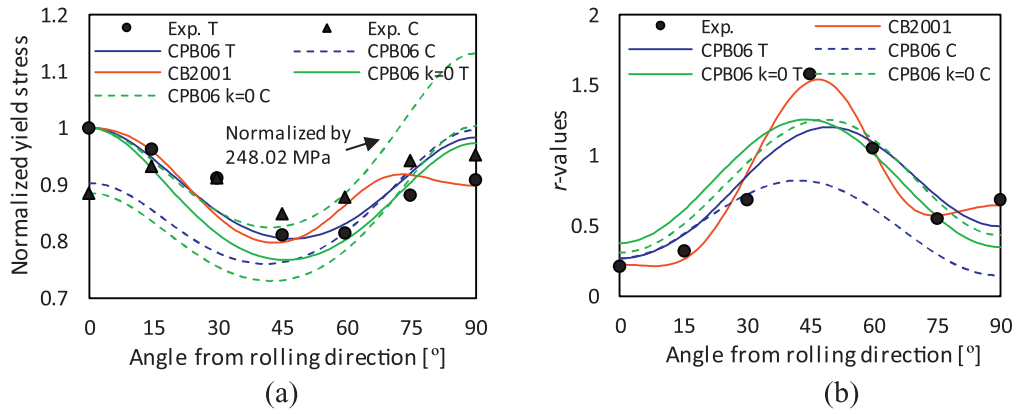 1.2
1.1
1
0.9
0.8
0.7
Normalized yield stress
Exp. T
Exp. C
CPB06 T
CPB06 C
CB2001
CPB06 k=0 T
CPB06 k=0 C
Normalized by
248.02 MPa
0 15 30 45 60 75 90
Angle from rolling direction [°]
(a)
2
1.5
1
0.5
0
r-values
Exp.
CB2001
CPB06 T
CPB06 C
CPB06 k=0 T
CPB06 k=0 C
0 15 30 45 60 75 90
Angle from rolling direction [°]
(b)